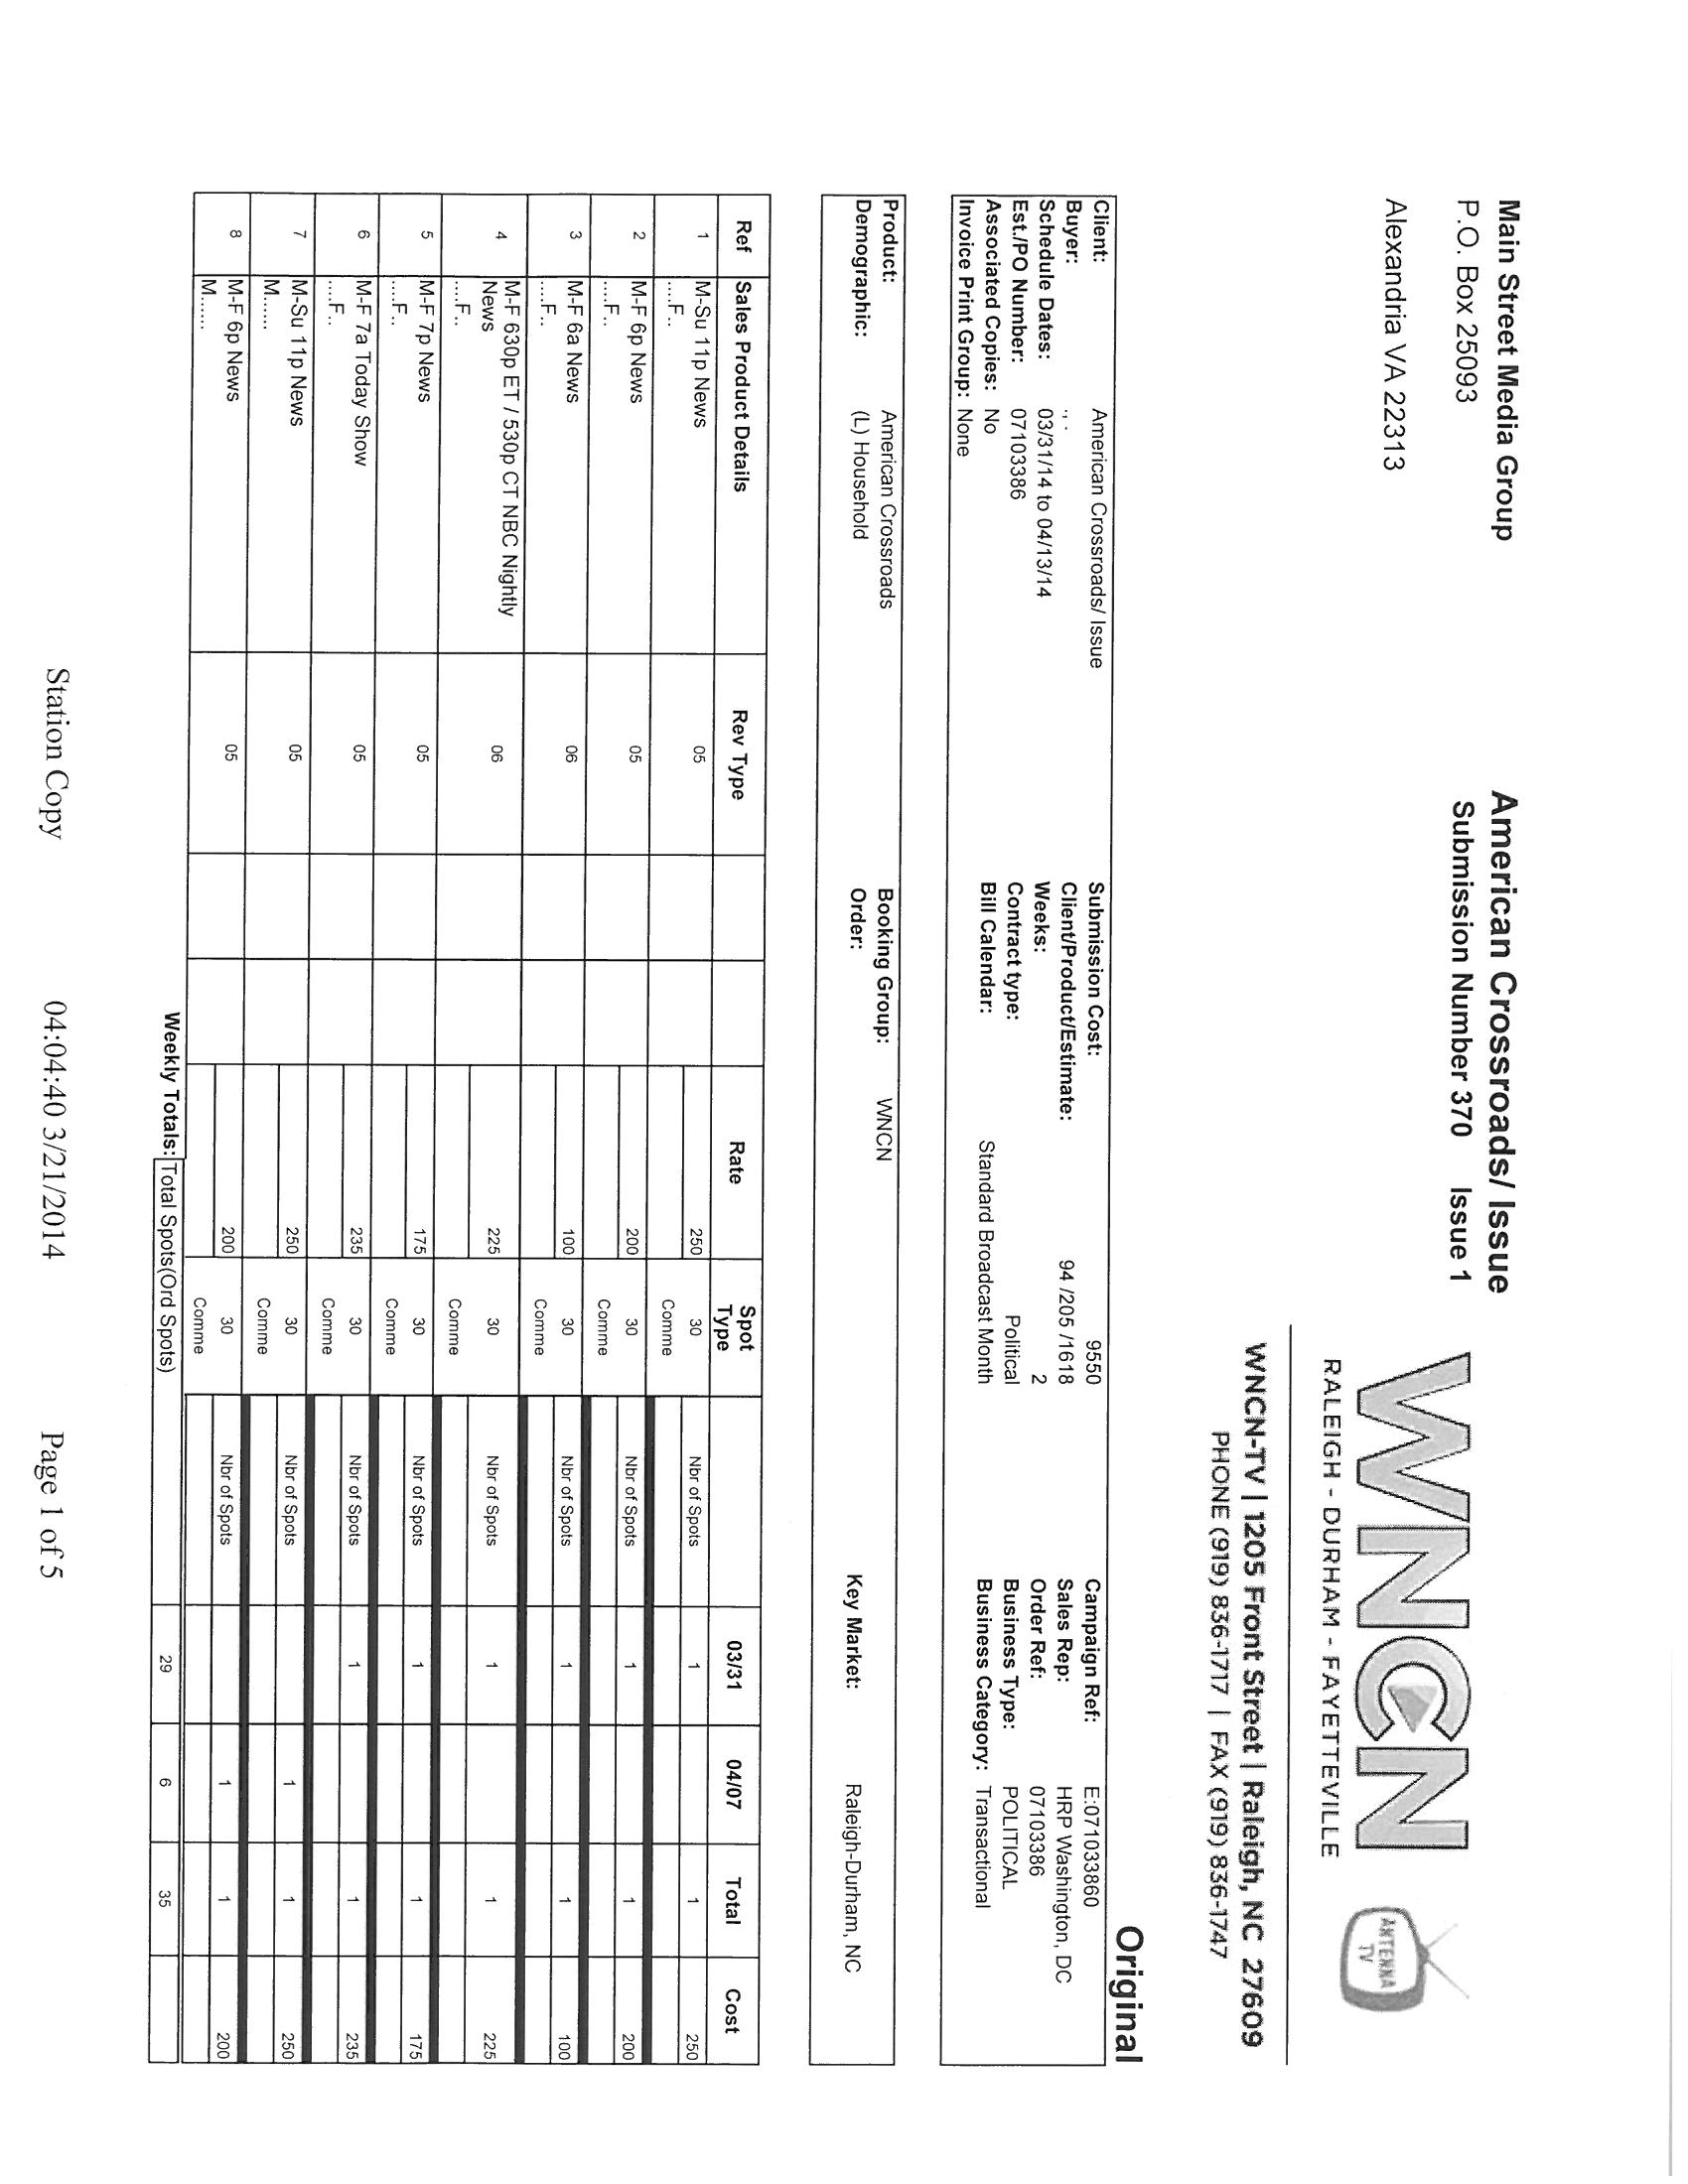 Main Street Media Group
P.O. Box 25093
Alexandria VA 22313
American Crossroads/ Issue
Submission Number 370 Issue 1
WNCN
RALEIGH - DURHAM - FAYETTEVILLE
ANTENNA
TV
WNCN-TV | 1205 Front Street | Raleigh, NC 27609
PHONE (919) 836-1717 | FAX (919) 836-1747
Original
Client: American Crossroads/ Issue Submission Cost: 9550 Campaign Ref: E:071033860
Buyer: Client/Product/Estimate: 94 /205 /1618 Sales Rep: HRP Washington, DC
Schedule Dates: 03/31/14 to 04/13/14 Weeks: 2 Order Ref: 07103386
Est./PO Number: 07103386 Contract type: Political Business Type: POLITICAL
Associated Copies: No Bill Calendar: Standard Broadcast Month Business Category: Transactional
Invoice Print Group: None
Product: American Crossroads Booking Group: WNCN
Demographic: (L) Household Order: Key Market: Raleigh-Durham, NC
Ref Sales Product Details Rev Type Rate Spot Type 03/31 04/07 Total Cost
1 M-Su 11p News 05 250 30 Nbr of Spots 1 1 250
....F.. Comme
2 M-F 6p News 05 200 30 Nbr of Spots 1 1 200
....F.. Comme
3 M-F 6a News 06 100 30 Nbr of Spots 1 1 100
....F.. Comme
4 M-F 630p ET / 530p CT NBC Nightly 06 225 30 Nbr of Spots 1 1 225
News
....F.. Comme
5 M-F 7p News 05 175 30 Nbr of Spots 1 1 175
....F.. Comme
6 M-F 7a Today Show 05 235 30 Nbr of Spots 1 1 235
....F.. Comme
7 M-Su 11p News 05 250 30 Nbr of Spots 1 1 250
M...... Comme
8 M-F 6p News 05 200 30 Nbr of Spots 1 1 200
M...... Comme
Weekly Totals: Total Spots(Ord Spots) 29 6 35
Station Copy 04:04:40 3/21/2014 Page 1 of 5